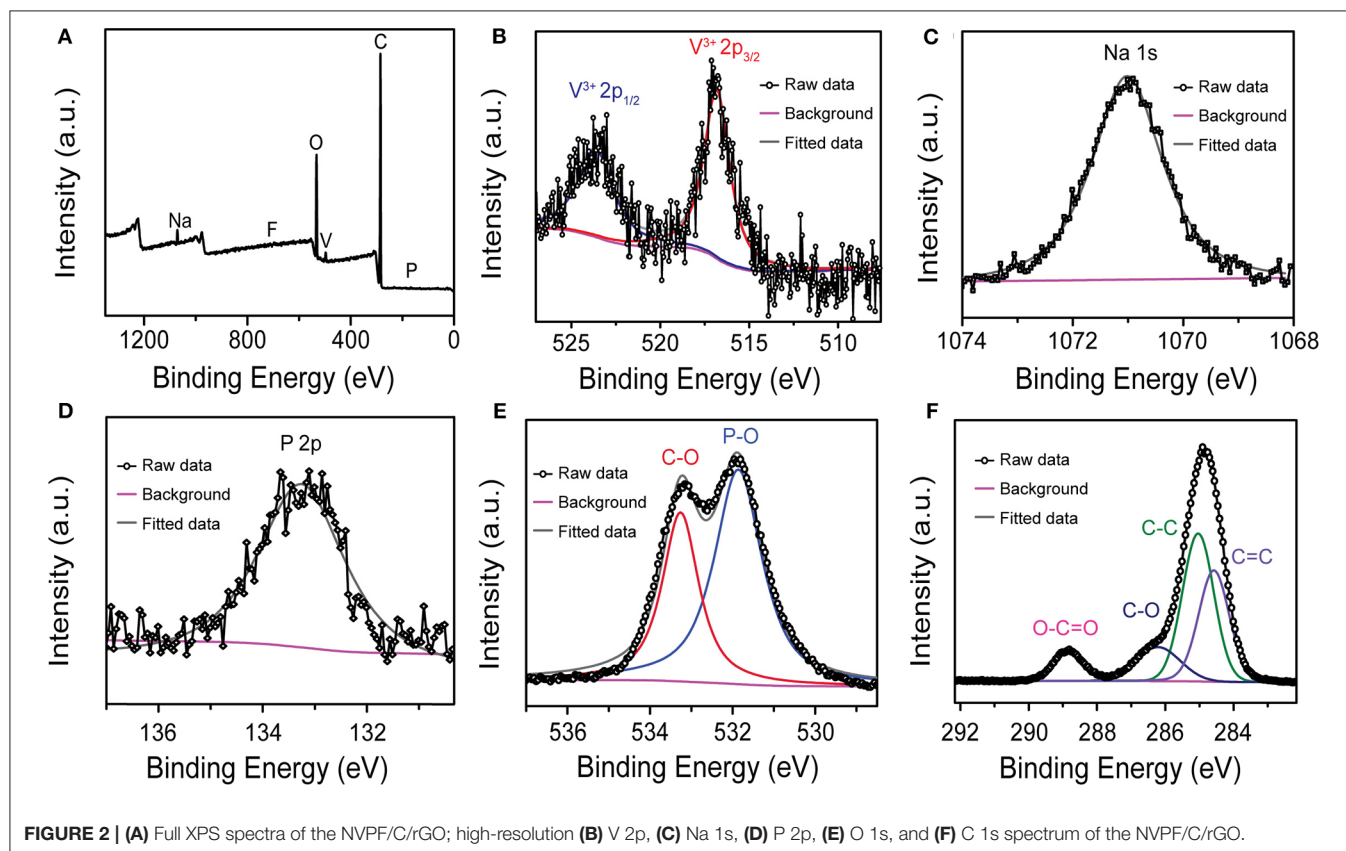 A
C
O
Na
F
V
P
Intensity (a.u.)
1200
800
400
0
Binding Energy (eV)
B
V³⁺ 2p₃/₂
V³⁺ 2p₁/₂
Raw data
Background
Fitted data
Intensity (a.u.)
525
520
515
510
Binding Energy (eV)
C
Na 1s
Raw data
Background
Fitted data
Intensity (a.u.)
1074
1072
1070
1068
Binding Energy (eV)
D
P 2p
Raw data
Background
Fitted data
Intensity (a.u.)
136
134
132
Binding Energy (eV)
E
P-O
C-O
Raw data
Background
Fitted data
Intensity (a.u.)
536
534
532
530
Binding Energy (eV)
F
Raw data
Background
Fitted data
C-C
C=C
C-O
O-C=O
Intensity (a.u.)
292
290
288
286
284
Binding Energy (eV)
FIGURE 2 | (A) Full XPS spectra of the NVPF/C/rGO; high-resolution (B) V 2p, (C) Na 1s, (D) P 2p, (E) O 1s, and (F) C 1s spectrum of the NVPF/C/rGO.